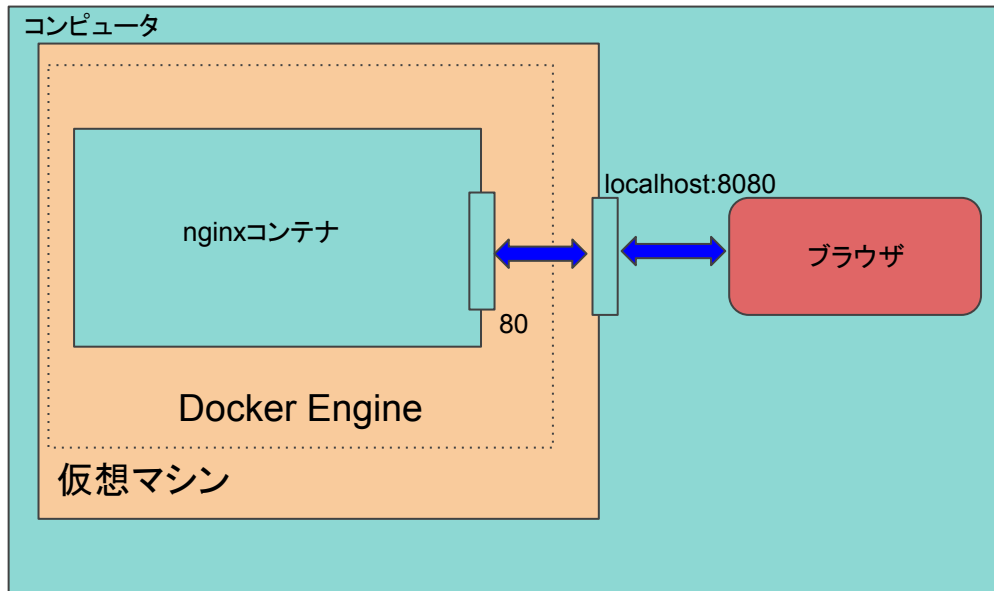 コンピュータ
localhost:8080
nginxコンテナ
ブラウザ
80
Docker Engine
仮想マシン